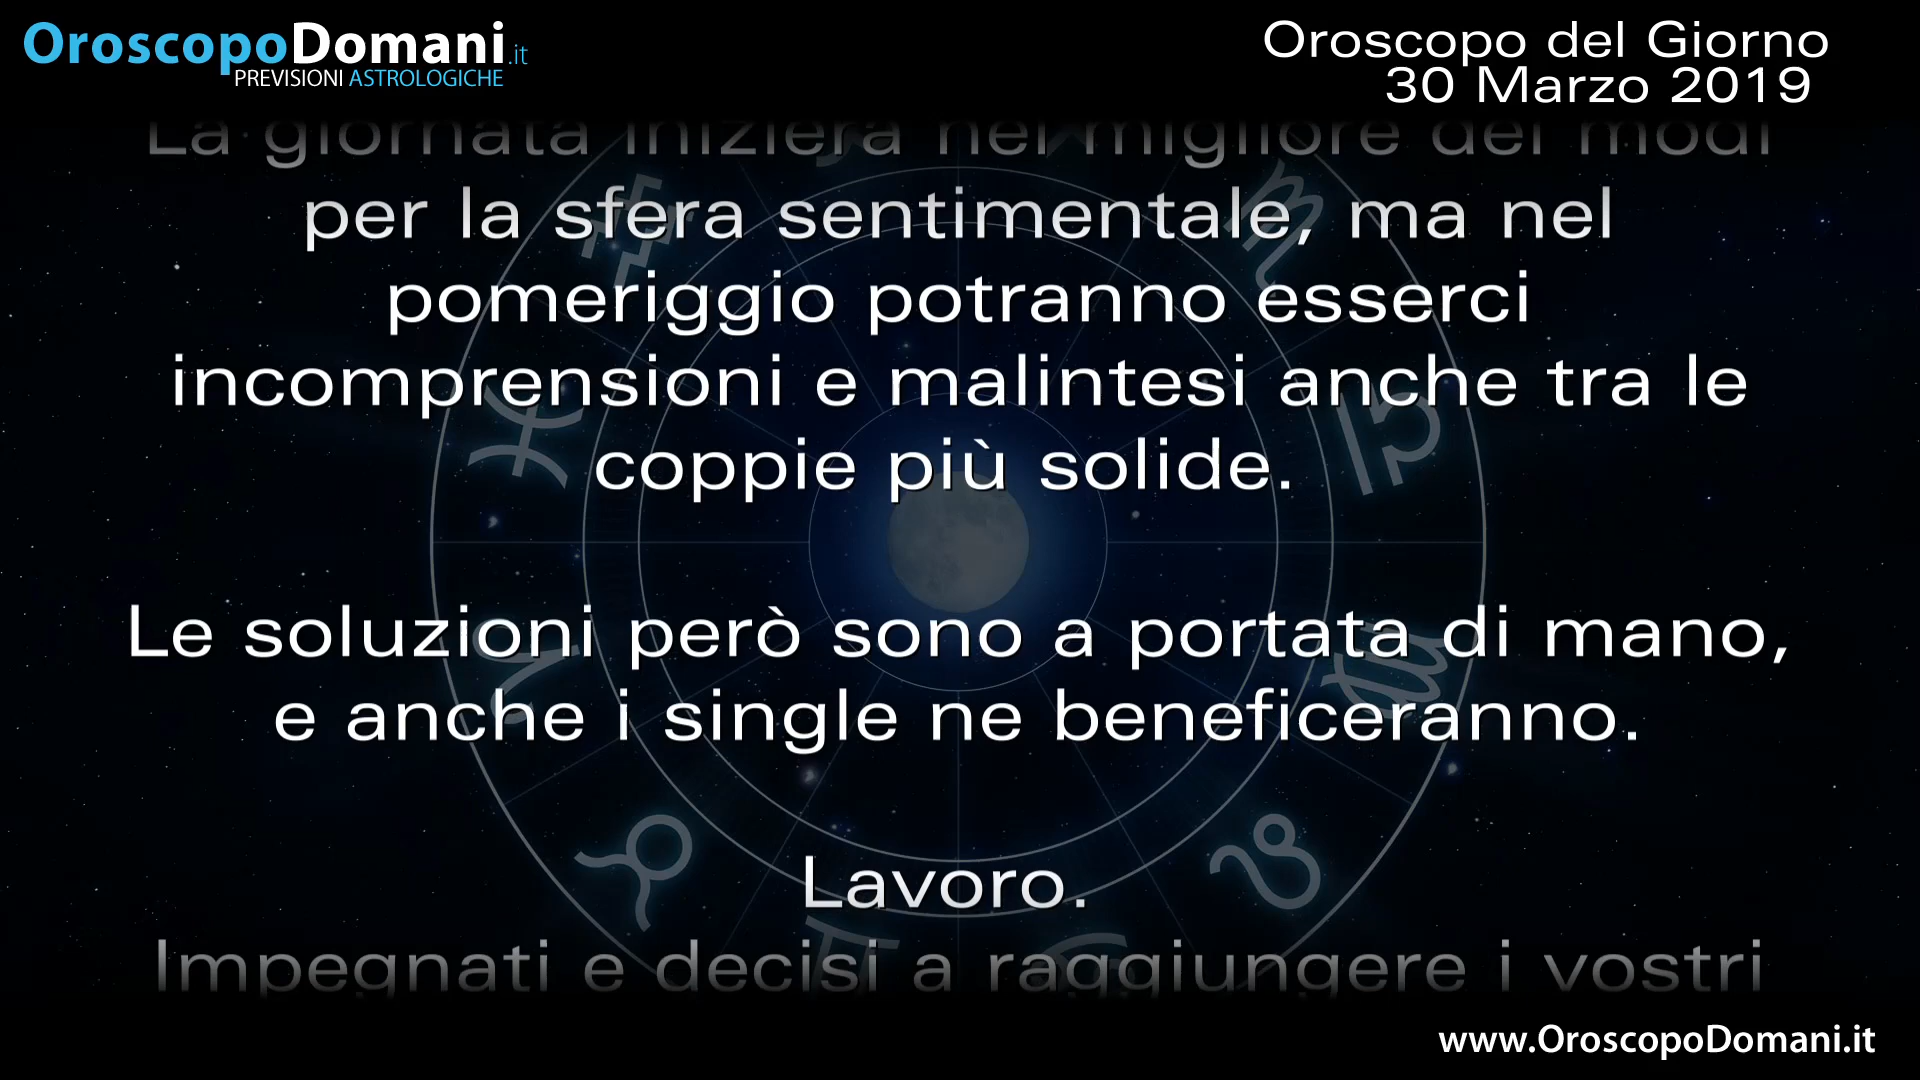 OroscopoDomani.it
PREVISIONI ASTROLOGICHE
Oroscopo del Giorno
30 Marzo 2019
La giornata inizierà nel migliore dei modi
per la sfera sentimentale, ma nel
pomeriggio potranno esserci
incomprensioni e malintesi anche tra le
coppie più solide.
Le soluzioni però sono a portata di mano,
e anche i single ne beneficeranno.
Lavoro.
Impegnati e decisi a raggiungere i vostri
www.OroscopoDomani.it